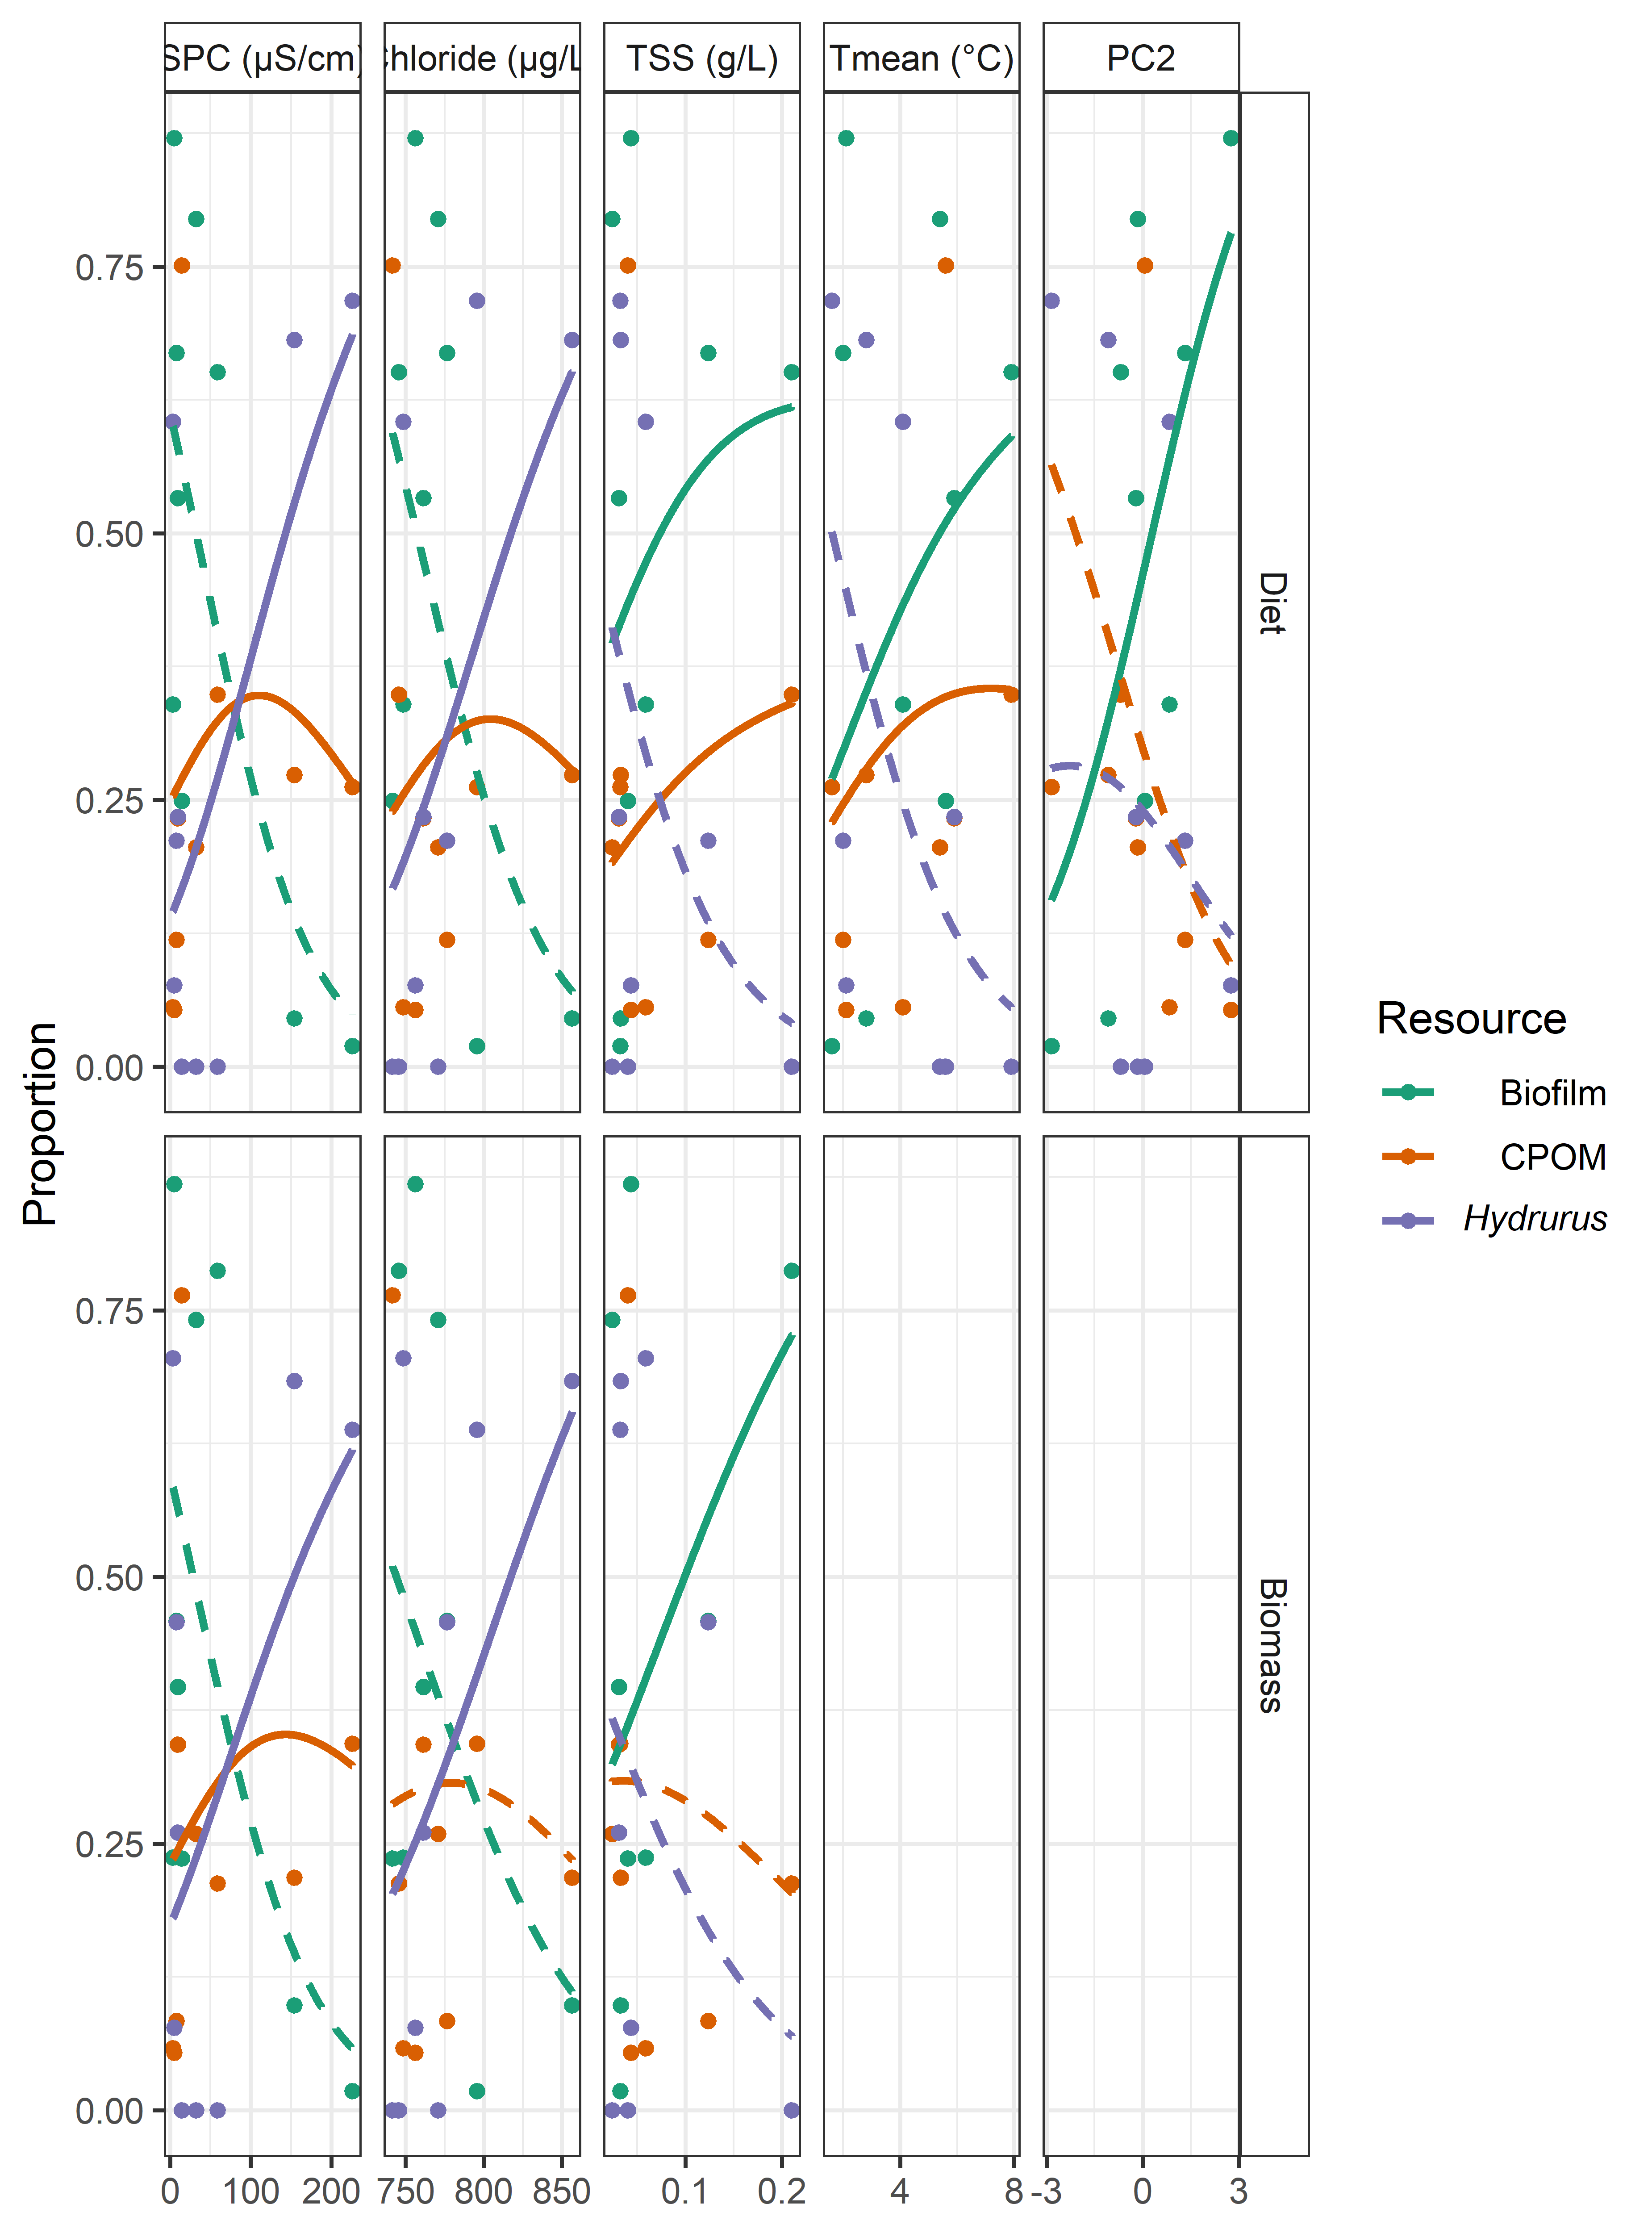 SPC (µS/cm)
Chloride (µg/L
TSS (g/L)
Tmean (°C)
PC2
0.75
0.50
0.25
0.00
Diet
Proportion
0.75
0.50
0.25
0.00
Biomass
0 100 200
750 800 850
0.1 0.2
4 8
-3 0 3
Resource
Biofilm
CPOM
Hydrurus